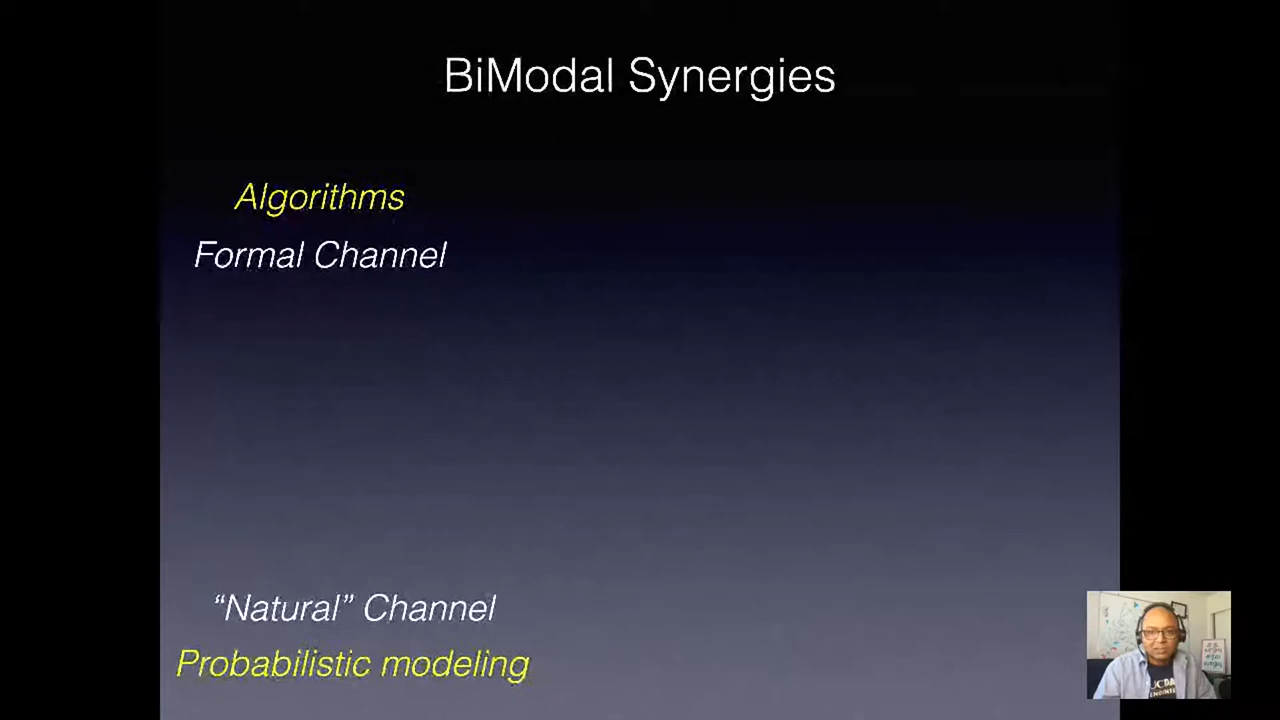 BiModal Synergies
Algorithms
Formal Channel
“Natural” Channel
Probabilistic modeling